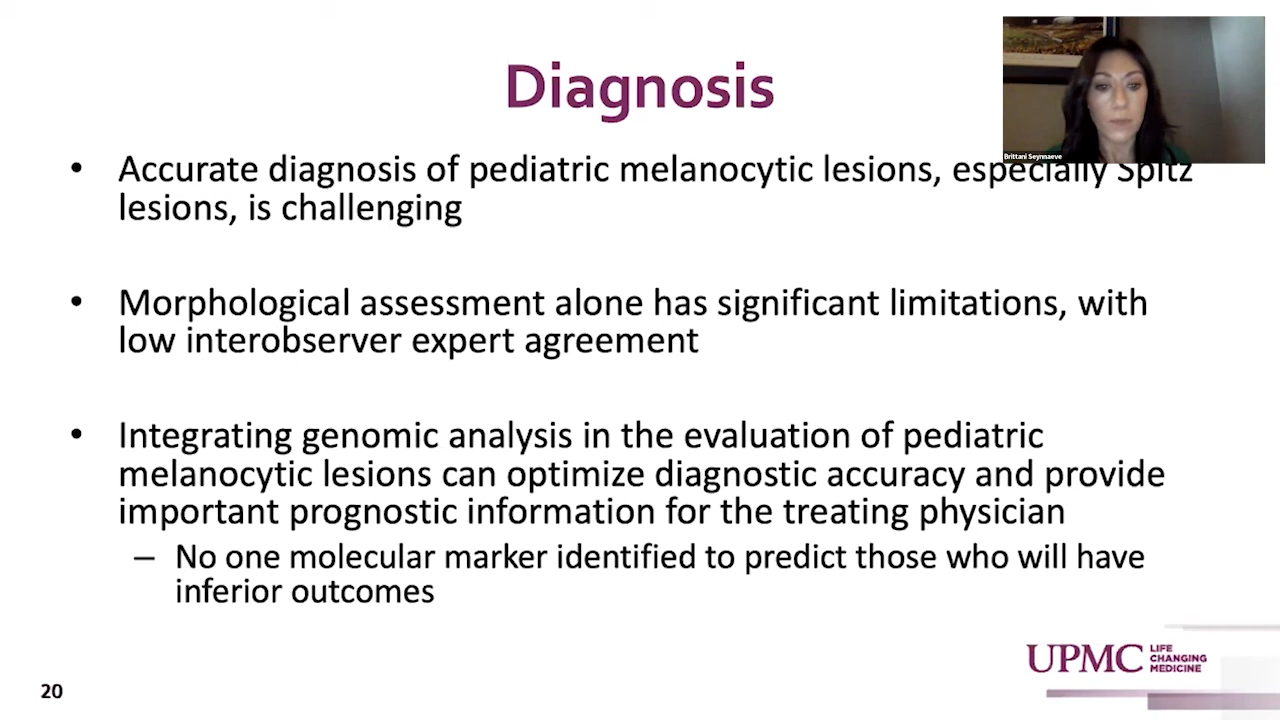 Diagnosis
Brittani Seynnaeve
• Accurate diagnosis of pediatric melanocytic lesions, especially Spitz
lesions, is challenging
• Morphological assessment alone has significant limitations, with
low interobserver expert agreement
• Integrating genomic analysis in the evaluation of pediatric
melanocytic lesions can optimize diagnostic accuracy and provide
important prognostic information for the treating physician
– No one molecular marker identified to predict those who will have
inferior outcomes
UPMC LIFE
CHANGING
MEDICINE
20